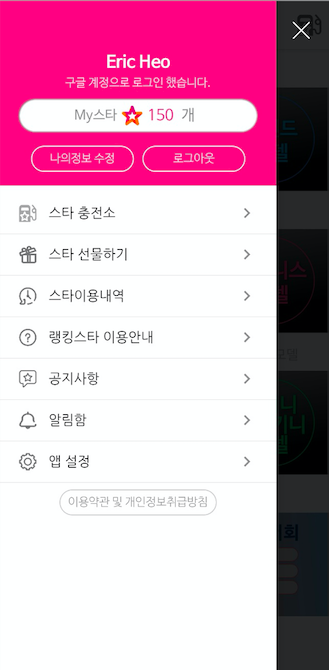 Eric Heo
구글 계정으로 로그인 했습니다.
My스타 150 개
나의정보 수정 로그아웃
스타 충전소
스타 선물하기
스타이용내역
랭킹스타 이용안내
공지사항
알림함
앱 설정
이용약관 및 개인정보취급방침